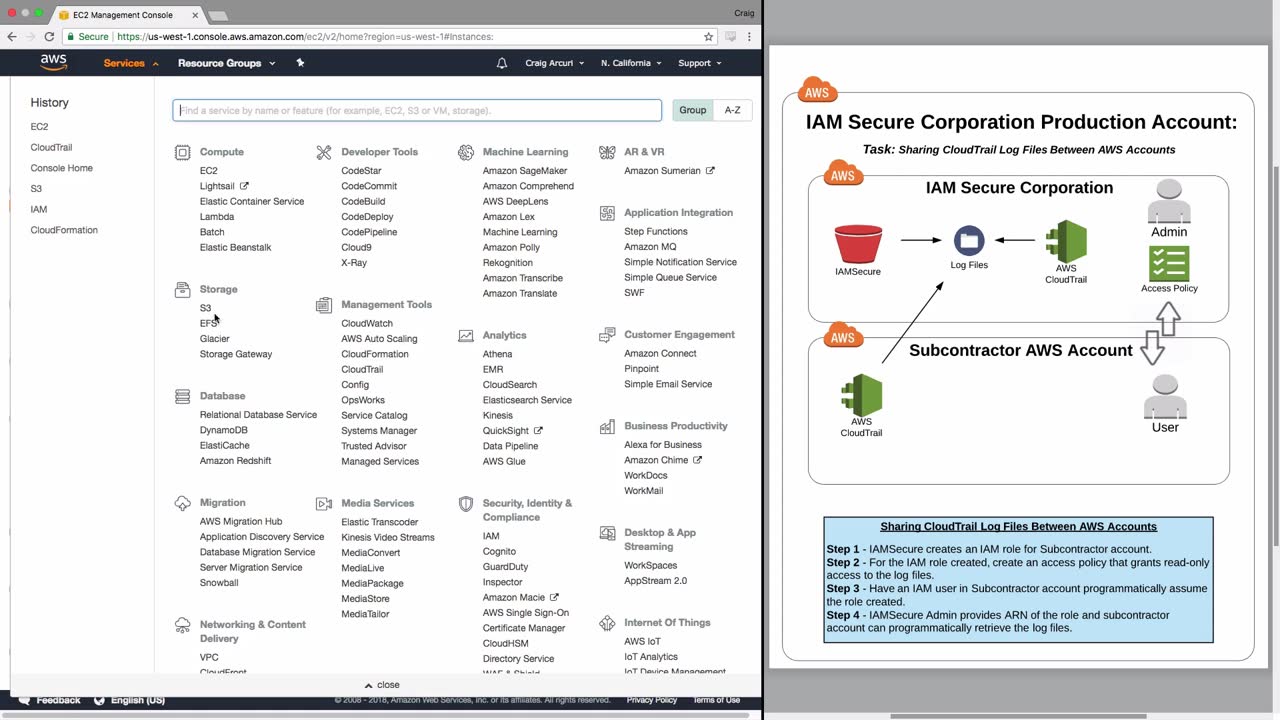 EC2 Management Console
Craig
Secure
https://us-west-1.console.aws.amazon.com/ec2/v2/home?region=us-west-1#Instances:
aws
Services
Resource Groups
Craig Arcuri
N. California
Support
History
EC2
CloudTrail
Console Home
S3
IAM
CloudFormation
Find a service by name or feature (for example, EC2, S3 or VM, storage).
Group
A-Z
Compute
EC2
Lightsail
Elastic Container Service
Lambda
Batch
Elastic Beanstalk
Storage
S3
EFS
Glacier
Storage Gateway
Database
Relational Database Service
DynamoDB
ElastiCache
Amazon Redshift
Migration
AWS Migration Hub
Application Discovery Service
Database Migration Service
Server Migration Service
Snowball
Networking & Content
Delivery
VPC
CloudFront
Developer Tools
CodeStar
CodeCommit
CodeBuild
CodeDeploy
CodePipeline
Cloud9
X-Ray
Management Tools
CloudWatch
AWS Auto Scaling
CloudFormation
CloudTrail
Config
OpsWorks
Service Catalog
Systems Manager
Trusted Advisor
Managed Services
Media Services
Elastic Transcoder
Kinesis Video Streams
MediaConvert
MediaLive
MediaPackage
MediaStore
MediaTailor
Machine Learning
Amazon SageMaker
Amazon Comprehend
AWS DeepLens
Amazon Lex
Machine Learning
Amazon Polly
Rekognition
Amazon Transcribe
Amazon Translate
Analytics
Athena
EMR
CloudSearch
Elasticsearch Service
Kinesis
QuickSight
Data Pipeline
AWS Glue
Security, Identity &
Compliance
IAM
Cognito
GuardDuty
Inspector
Amazon Macie
AWS Single Sign-On
Certificate Manager
CloudHSM
Directory Service
WAF & Shield
AR & VR
Amazon Sumerian
Application Integration
Step Functions
Amazon MQ
Simple Notification Service
Simple Queue Service
SWF
Customer Engagement
Amazon Connect
Pinpoint
Simple Email Service
Business Productivity
Alexa for Business
Amazon Chime
WorkDocs
WorkMail
Desktop & App
Streaming
WorkSpaces
AppStream 2.0
Internet Of Things
AWS IoT
IoT Analytics
IoT Device Management
close
Feedback
English (US)
© 2008 - 2018, Amazon Web Services, Inc. or its affiliates. All rights reserved.
Privacy Policy
Terms of Use
AWS
IAM Secure Corporation Production Account:
Task: Sharing CloudTrail Log Files Between AWS Accounts
AWS
IAM Secure Corporation
IAMSecure
Log Files
AWS
CloudTrail
Admin
Access Policy
AWS
Subcontractor AWS Account
AWS
CloudTrail
User
Sharing CloudTrail Log Files Between AWS Accounts
Step 1 - IAMSecure creates an IAM role for Subcontractor account.
Step 2 - For the IAM role created, create an access policy that grants read-only
access to the log files.
Step 3 - Have an IAM user in Subcontractor account programmatically assume
the role created.
Step 4 - IAMSecure Admin provides ARN of the role and subcontractor
account can programmatically retrieve the log files.